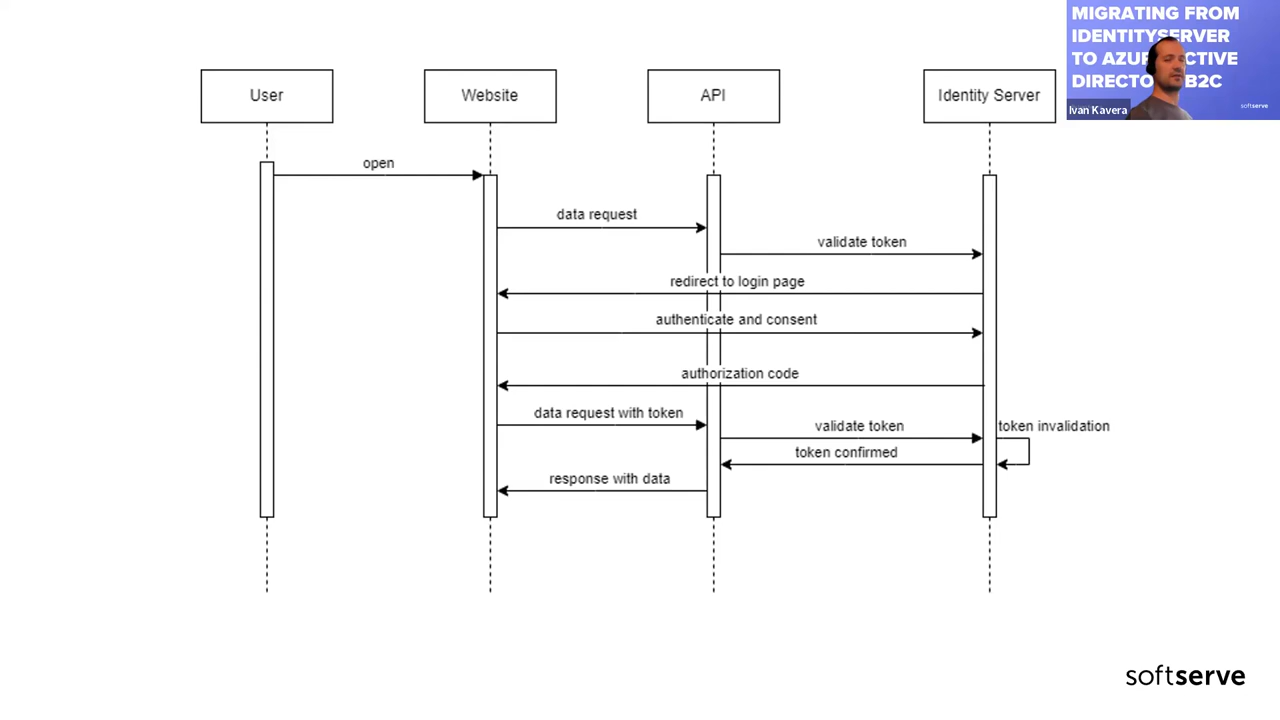 MIGRATING FROM
IDENTITYSERVER
TO AZURE ACTIVE
DIRECTO B2C
softserve
Ivan Kavera
User
Website
API
Identity Server
open
data request
validate token
redirect to login page
authenticate and consent
authorization code
data request with token
validate token
token invalidation
token confirmed
response with data
softserve